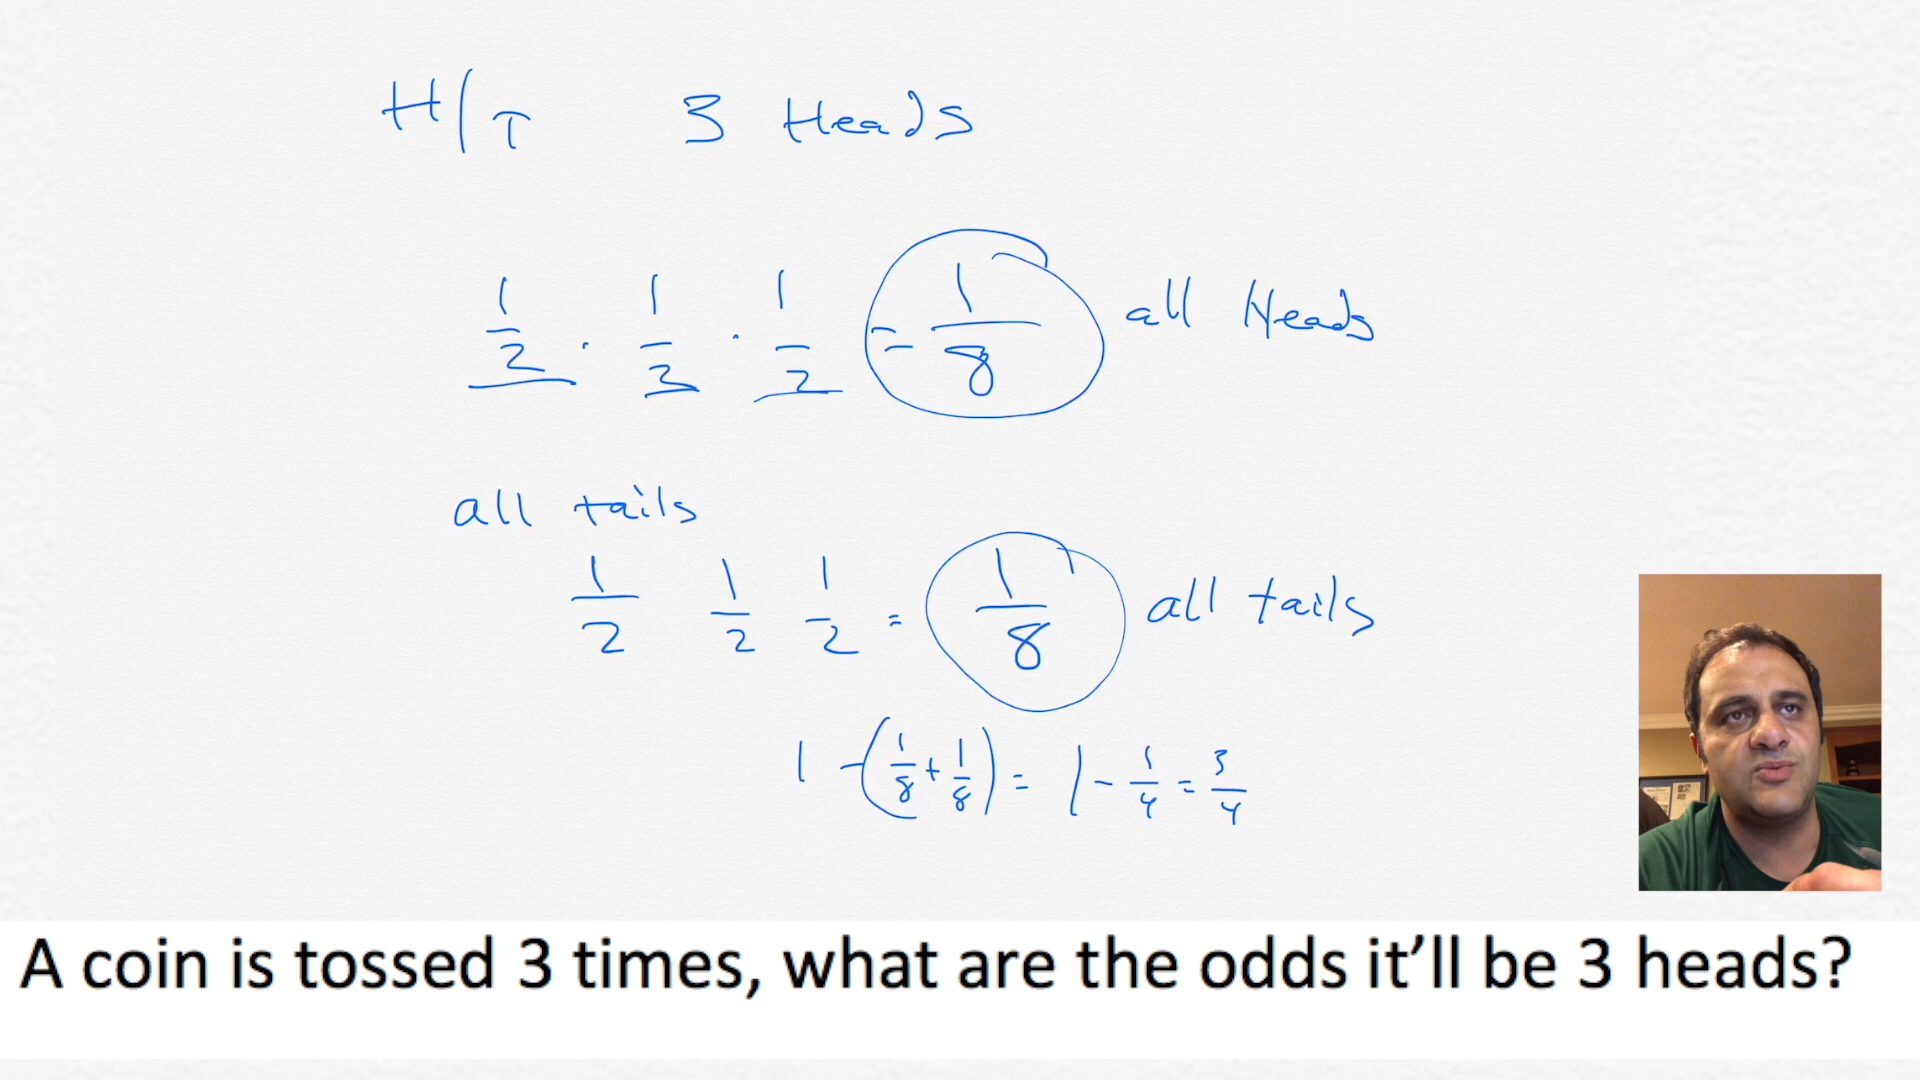 H/T 3 Heads
1/2 · 1/2 · 1/2 = 1/8 all Heads
all tails
1/2 1/2 1/2 = 1/8 all tails
1 - (1/8 + 1/8) = 1 - 1/4 = 3/4
A coin is tossed 3 times, what are the odds it’ll be 3 heads?